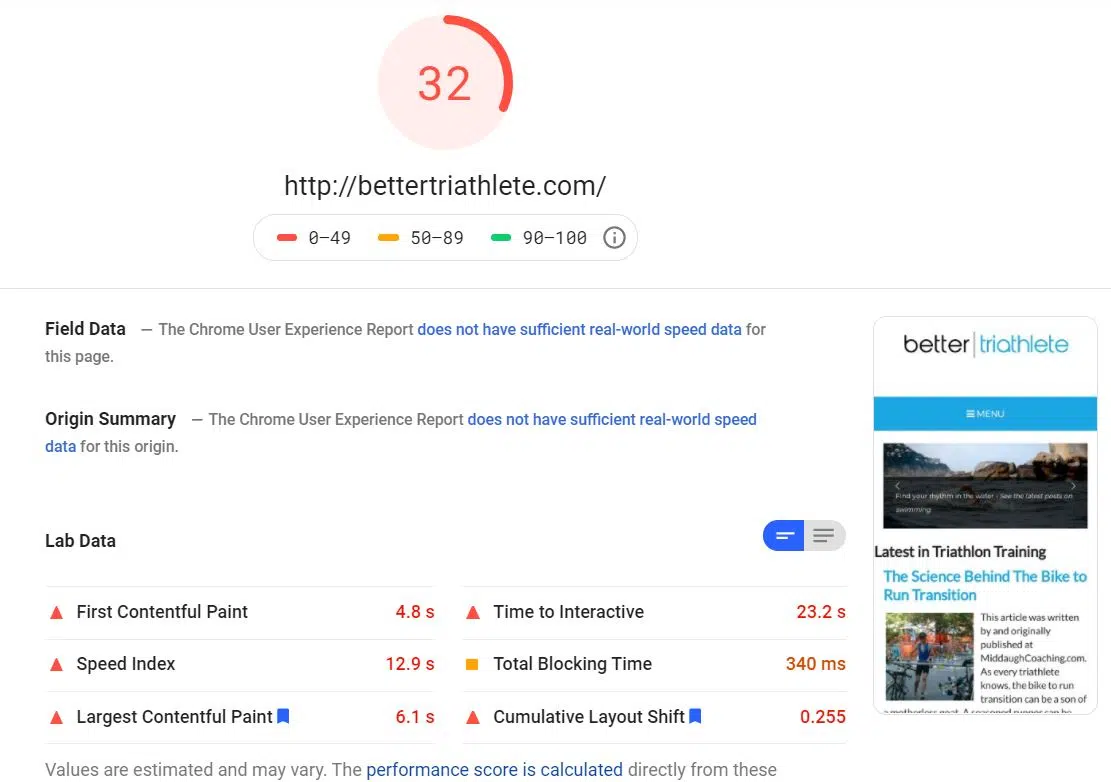 32
http://bettertriathlete.com/
0–49 50–89 90–100
Field Data — The Chrome User Experience Report does not have sufficient real-world speed data for
this page.
Origin Summary — The Chrome User Experience Report does not have sufficient real-world speed
data for this origin.
Lab Data
First Contentful Paint 4.8 s
Time to Interactive 23.2 s
Speed Index 12.9 s
Total Blocking Time 340 ms
Largest Contentful Paint 6.1 s
Cumulative Layout Shift 0.255
Values are estimated and may vary. The performance score is calculated directly from these
better triathlete
MENU
Find your rhythm in the water - See the latest posts on
swimming
Latest in Triathlon Training
The Science Behind The Bike to
Run Transition
This article was written
by and originally
published at
MiddaughCoaching.com.
As every triathlete
knows, the bike to run
transition can be a son of
a motherless goat. A seasoned runner can be